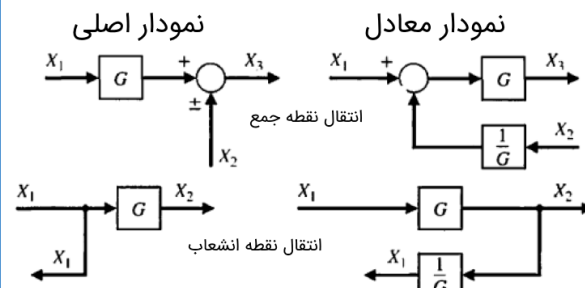 نمودار اصلی
نمودار معادل
X₁ G + ± X₃
X₂
X₁ + G X₃
1/G X₂
انتقال نقطه جمع
X₁ G X₂
X₁
X₁ G X₂
X₁ 1/G
انتقال نقطه انشعاب